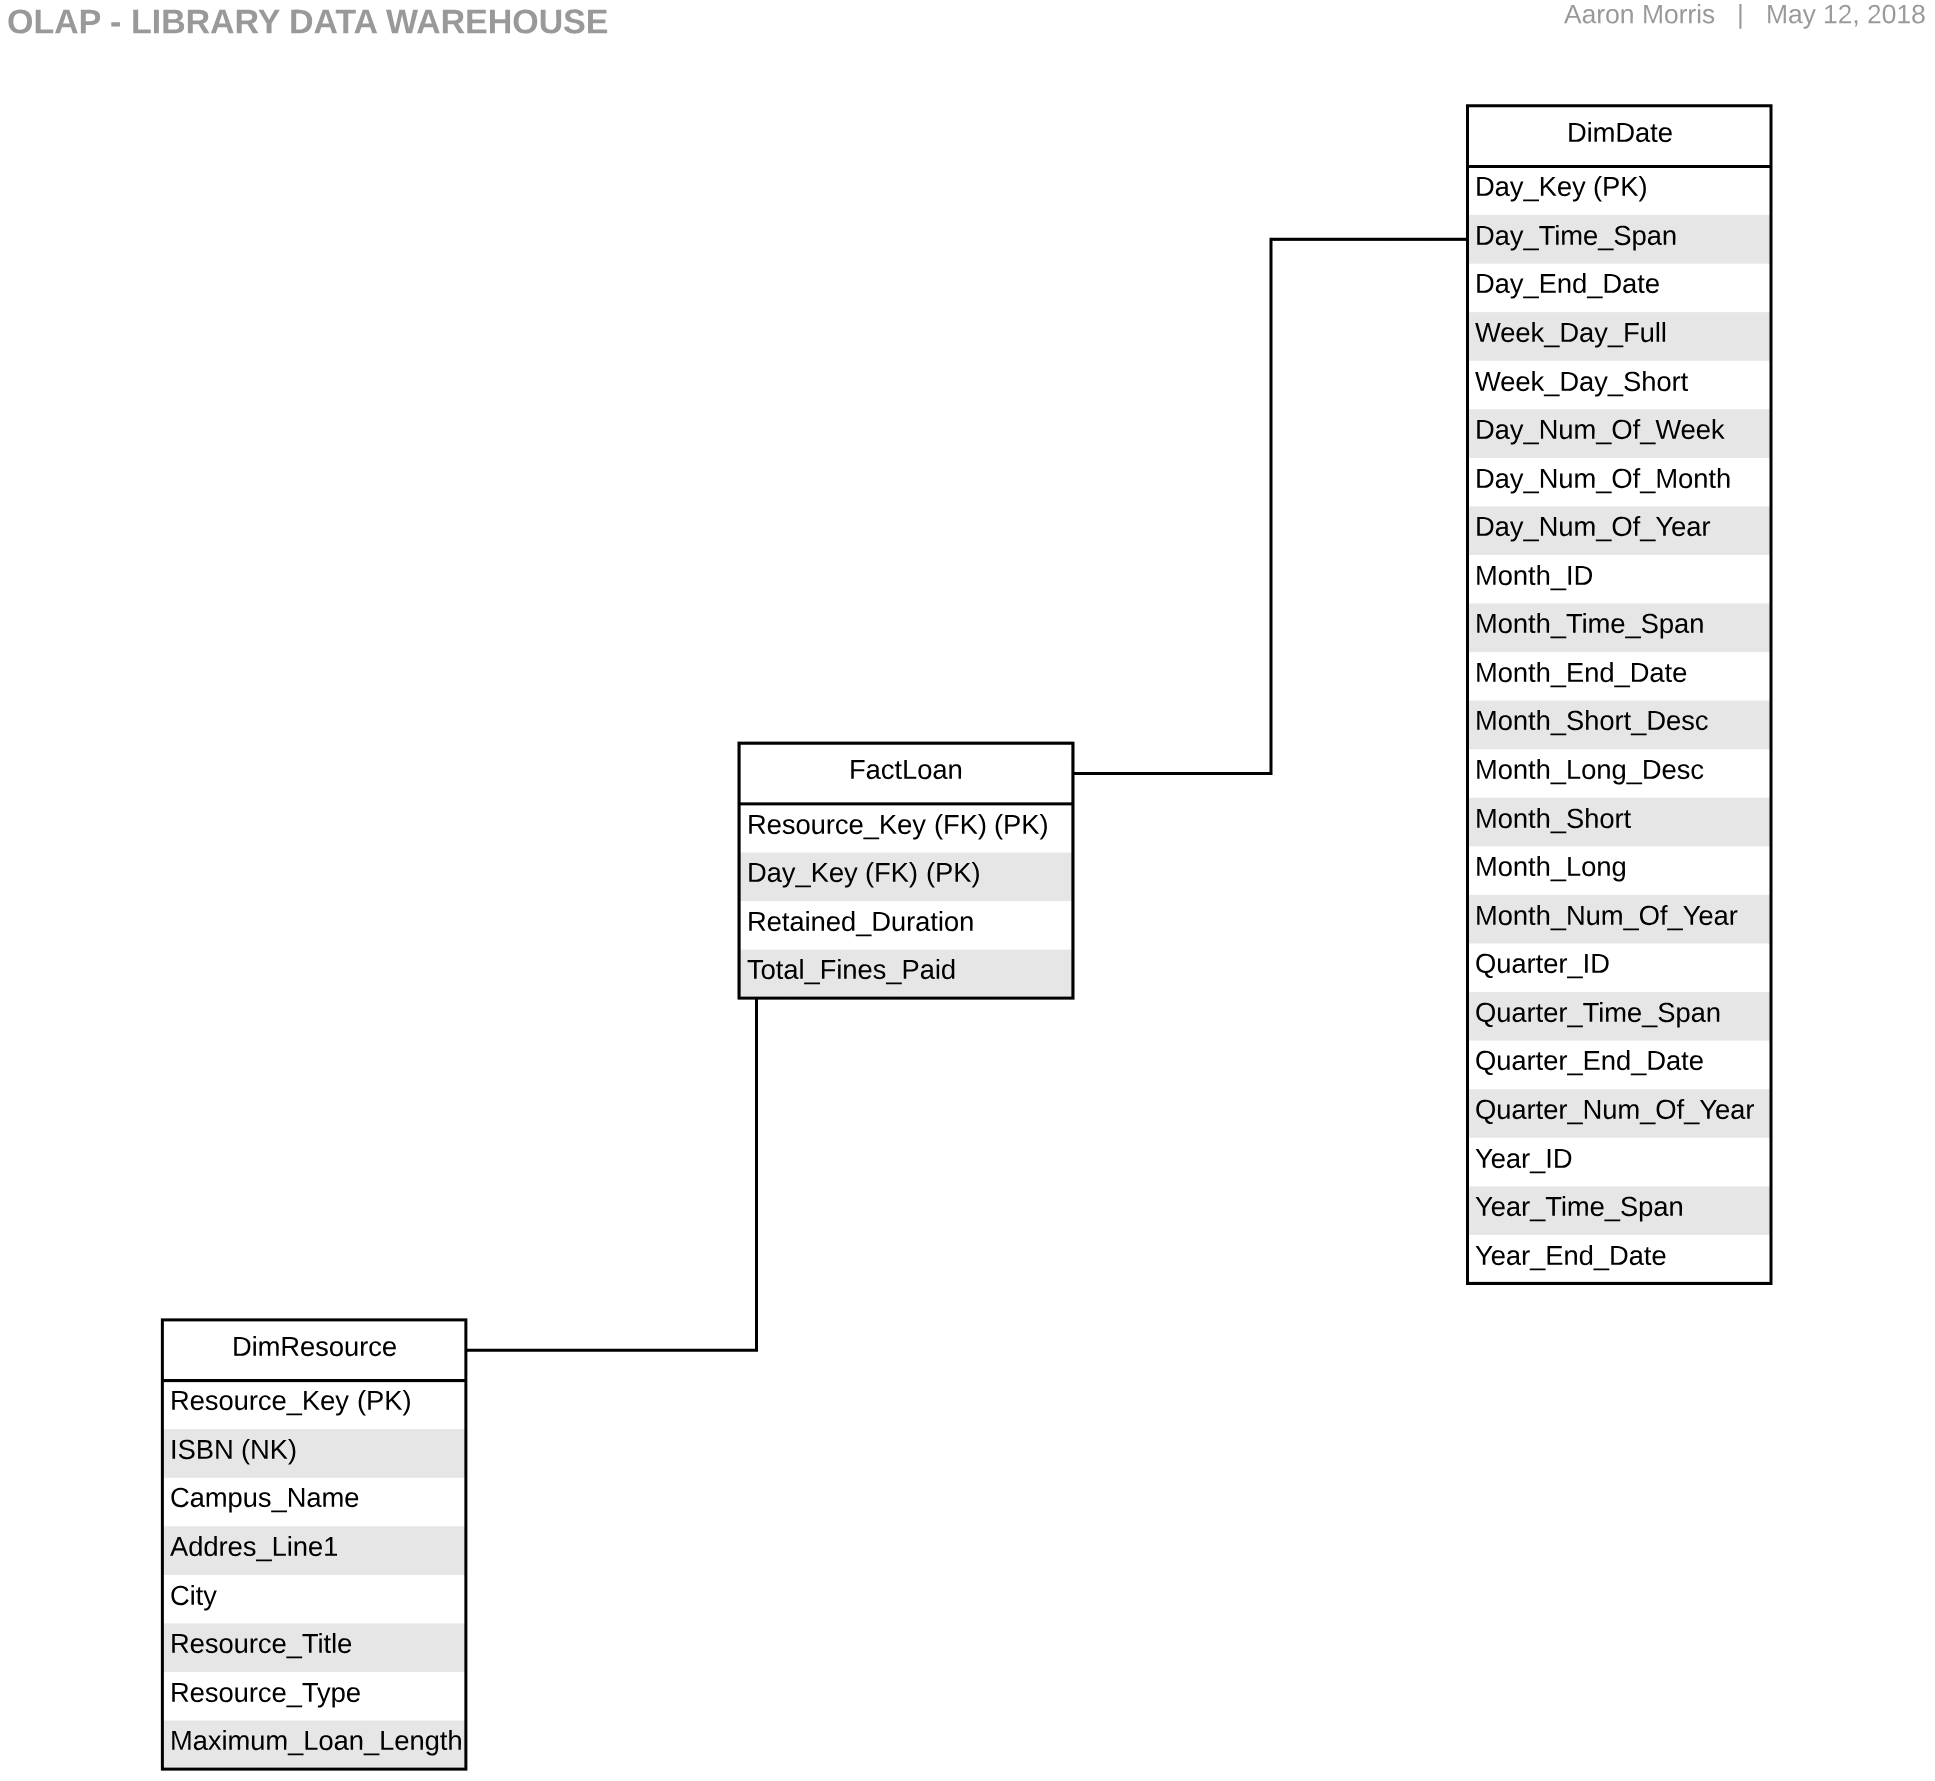 OLAP - LIBRARY DATA WAREHOUSE
Aaron Morris | May 12, 2018
DimDate
Day_Key (PK)
Day_Time_Span
Day_End_Date
Week_Day_Full
Week_Day_Short
Day_Num_Of_Week
Day_Num_Of_Month
Day_Num_Of_Year
Month_ID
Month_Time_Span
Month_End_Date
Month_Short_Desc
Month_Long_Desc
Month_Short
Month_Long
Month_Num_Of_Year
Quarter_ID
Quarter_Time_Span
Quarter_End_Date
Quarter_Num_Of_Year
Year_ID
Year_Time_Span
Year_End_Date
FactLoan
Resource_Key (FK) (PK)
Day_Key (FK) (PK)
Retained_Duration
Total_Fines_Paid
DimResource
Resource_Key (PK)
ISBN (NK)
Campus_Name
Addres_Line1
City
Resource_Title
Resource_Type
Maximum_Loan_Length